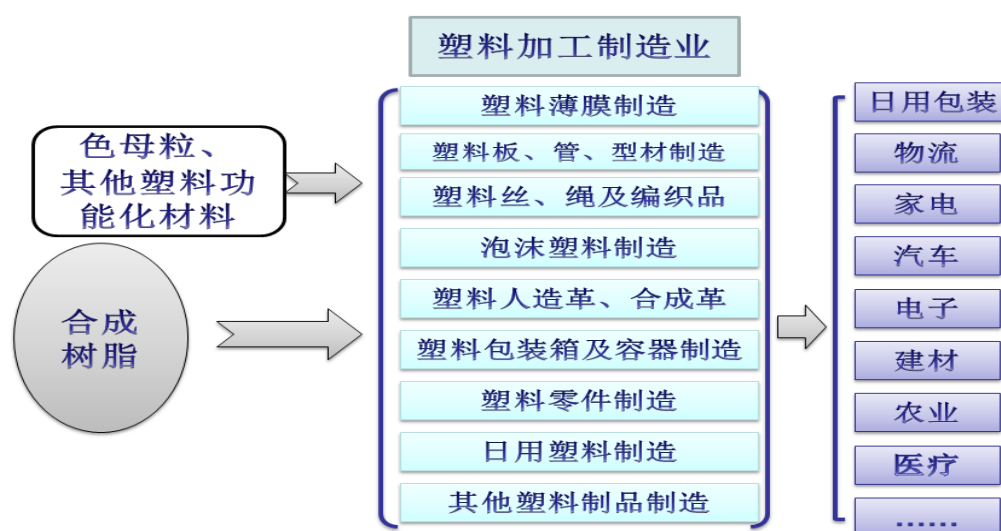 塑料加工制造业
色母粒、
其他塑料功
能化材料
合成
树脂
塑料薄膜制造
塑料板、管、型材制造
塑料丝、绳及编织品
泡沫塑料制造
塑料人造革、合成革
塑料包装箱及容器制造
塑料零件制造
日用塑料制造
其他塑料制品制造
日用包装
物流
家电
汽车
电子
建材
农业
医疗
......